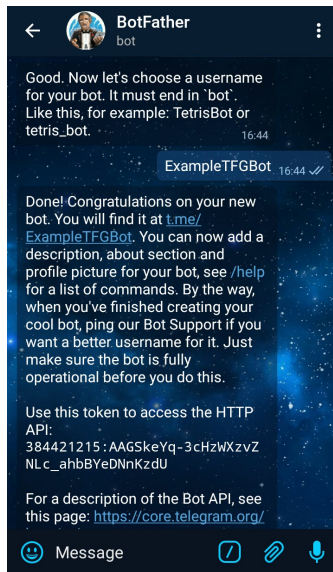 BotFather
bot
Good. Now let's choose a username
for your bot. It must end in `bot`.
Like this, for example: TetrisBot or
tetris_bot.
16:44
ExampleTFGBot 16:44
Done! Congratulations on your new
bot. You will find it at t.me/
ExampleTFGBot. You can now add a
description, about section and
profile picture for your bot, see /help
for a list of commands. By the way,
when you've finished creating your
cool bot, ping our Bot Support if you
want a better username for it. Just
make sure the bot is fully
operational before you do this.
Use this token to access the HTTP
API:
384421215:AAGSkeYq-3cHzWXzvZ
NLc_ahbBYeDNnKzdU
For a description of the Bot API, see
this page: https://core.telegram.org/
Message